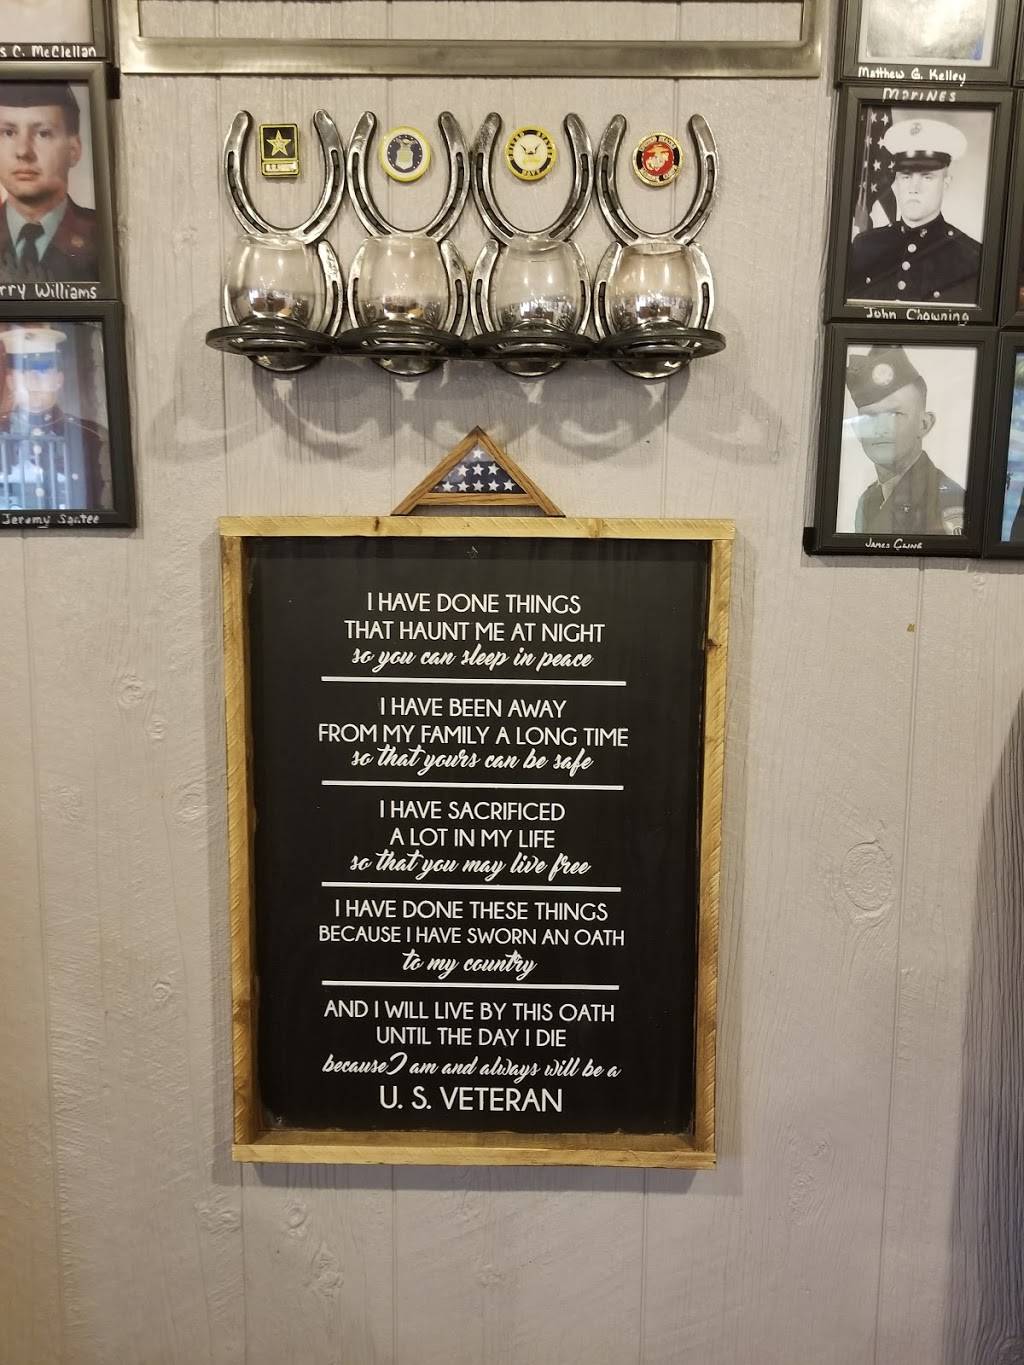 s C. McClellan
Matthew G. Kelley
MARINES
rry Williams
John Chowning
Jeremy Santee
James Cline
NAVY
I HAVE DONE THINGS
THAT HAUNT ME AT NIGHT
so you can sleep in peace
I HAVE BEEN AWAY
FROM MY FAMILY A LONG TIME
so that yours can be safe
I HAVE SACRIFICED
A LOT IN MY LIFE
so that you may live free
I HAVE DONE THESE THINGS
BECAUSE I HAVE SWORN AN OATH
to my country
AND I WILL LIVE BY THIS OATH
UNTIL THE DAY I DIE
because I am and always will be a
U. S. VETERAN